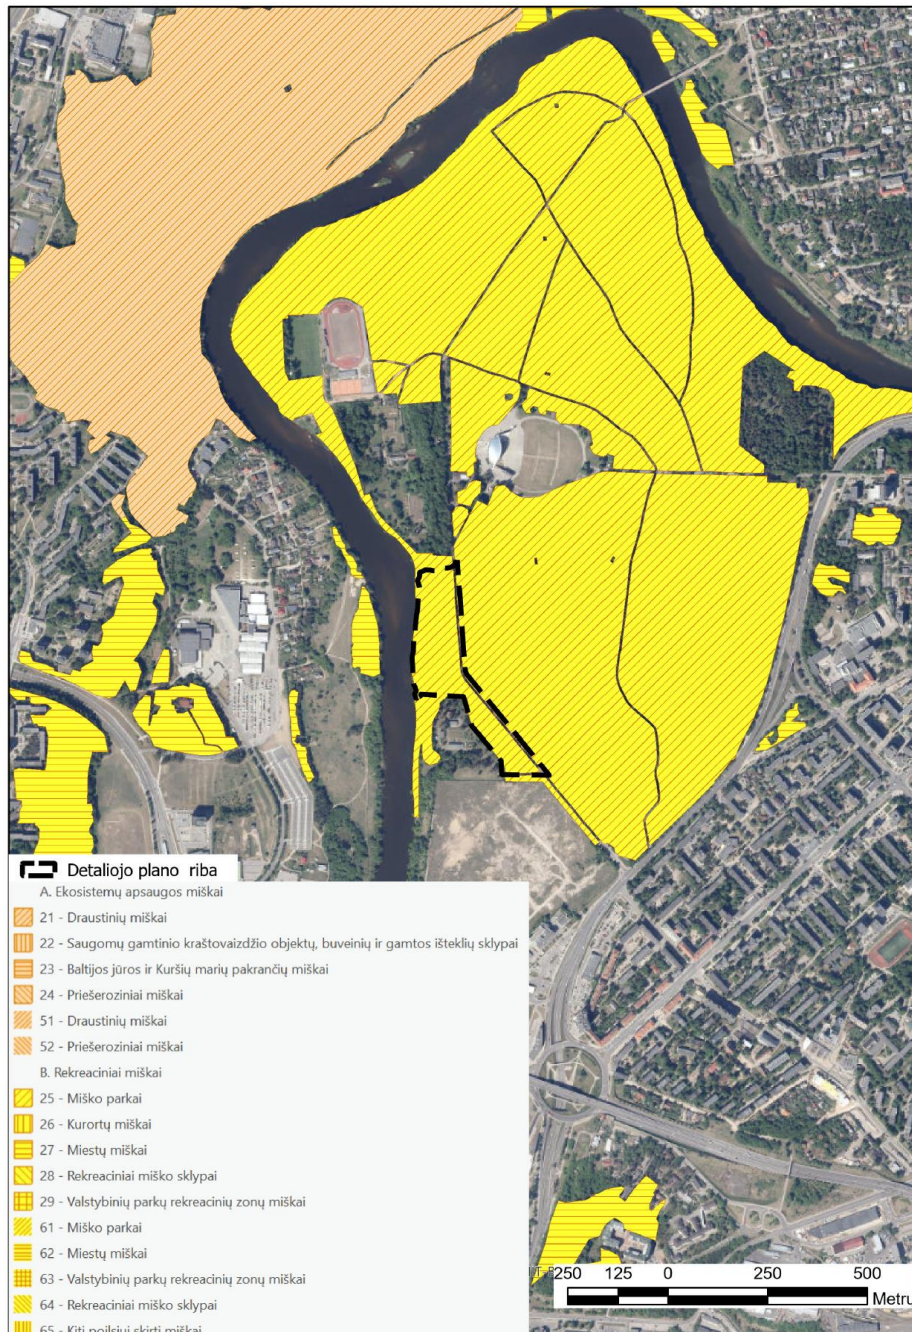 Detaliojo plano riba
A. Ekosistemų apsaugos miškai
21 - Draustinių miškai
22 - Saugomų gamtinio kraštovaizdžio objektų, buveinių ir gamtos išteklių sklypai
23 - Baltijos jūros ir Kuršių marių pakrančių miškai
24 - Priešeroziniai miškai
51 - Draustinių miškai
52 - Priešeroziniai miškai
B. Rekreaciniai miškai
25 - Miško parkai
26 - Kurortų miškai
27 - Miestų miškai
28 - Rekreaciniai miško sklypai
29 - Valstybinių parkų rekreacinių zonų miškai
61 - Miško parkai
62 - Miestų miškai
63 - Valstybinių parkų rekreacinių zonų miškai
64 - Rekreaciniai miško sklypai
65 - Kiti poilsiui skirti miškai
250 125 0 250 500
Metru